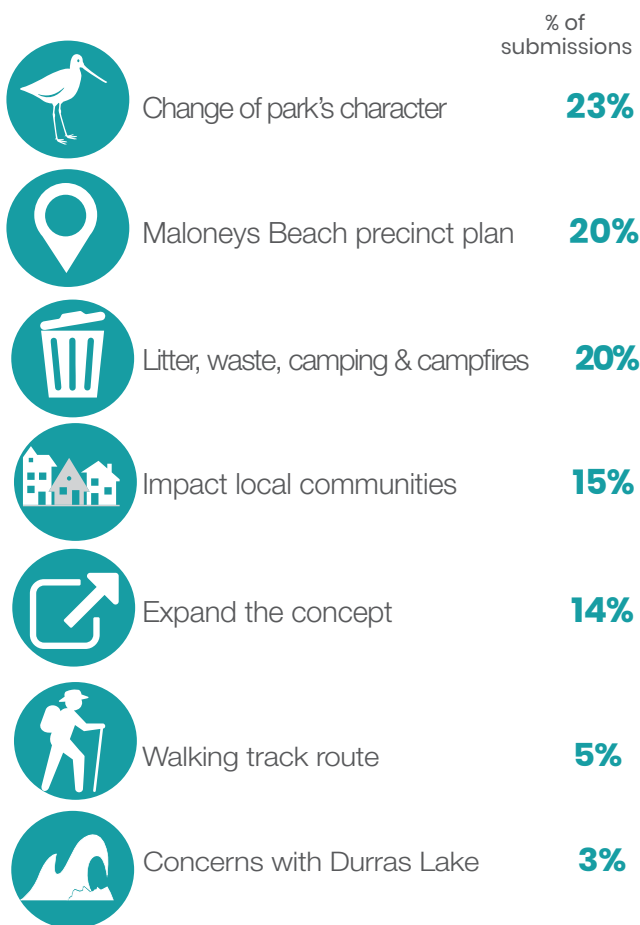 % of
submissions
Change of park's character 23%
Maloneys Beach precinct plan 20%
Litter, waste, camping & campfires 20%
Impact local communities 15%
Expand the concept 14%
Walking track route 5%
Concerns with Durras Lake 3%